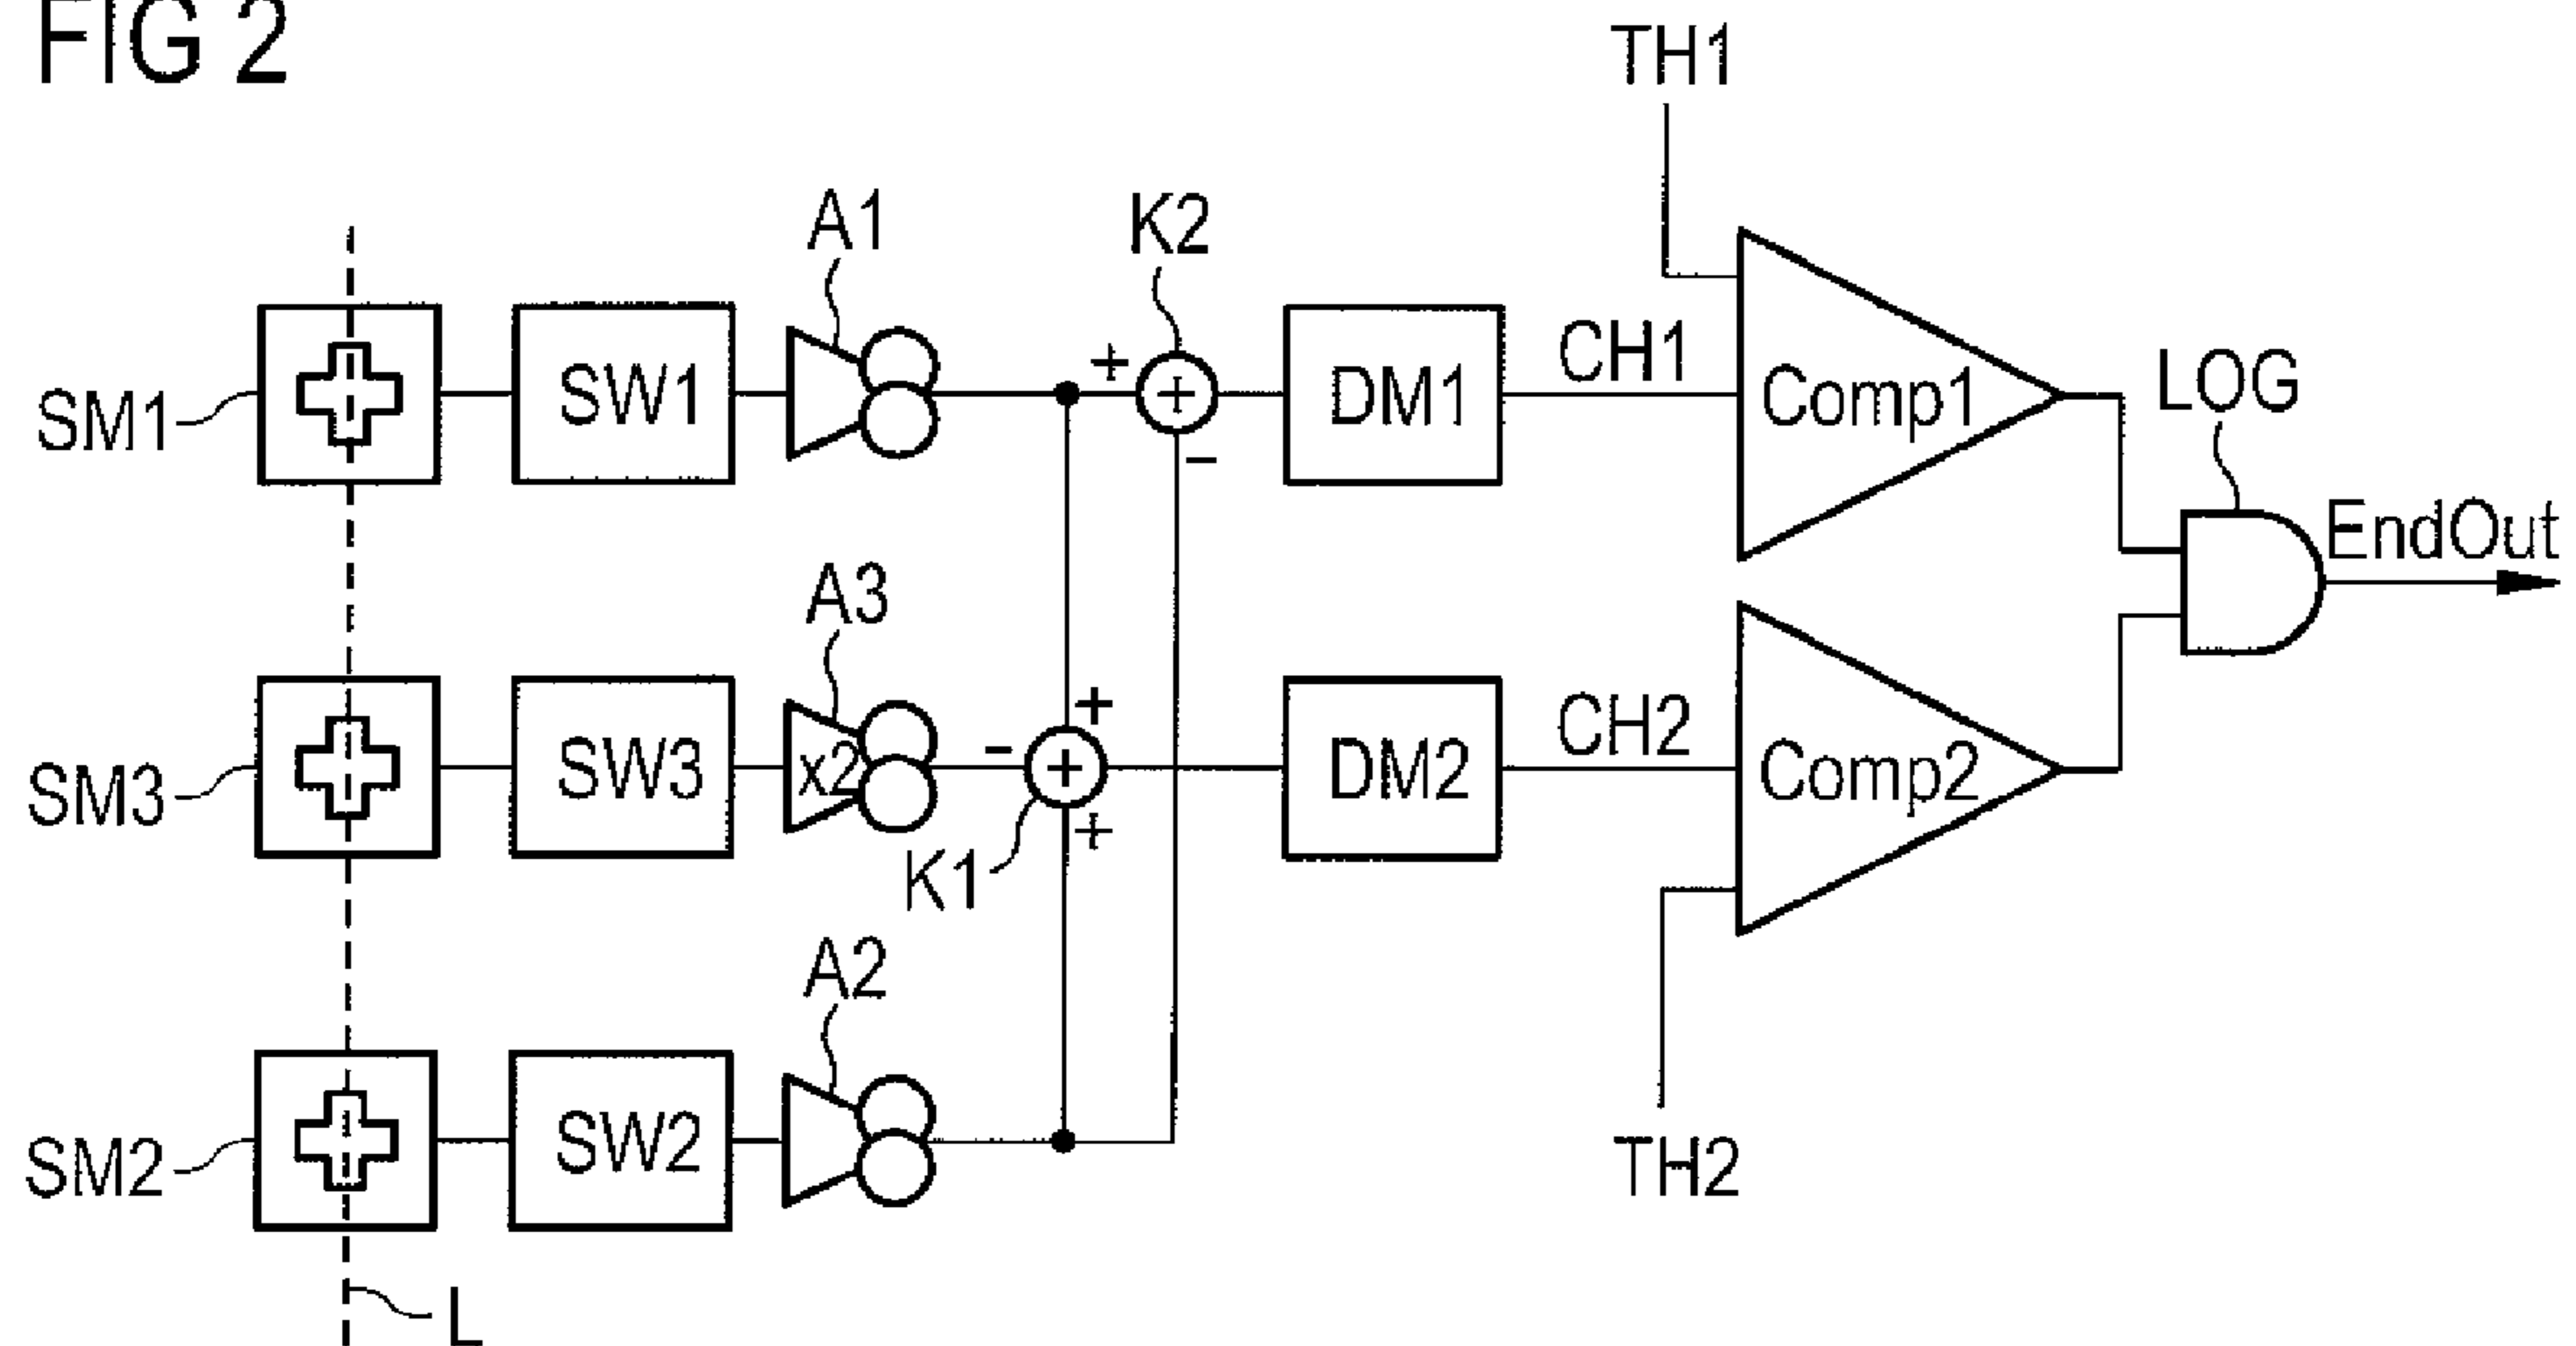 FIG 2
TH1
A1
K2
SM1
SW1
+
+
-
DM1
CH1
Comp1
LOG
EndOut
A3
SM3
SW3
x2
-
+
+
+
K1
DM2
CH2
Comp2
A2
SM2
SW2
TH2
L